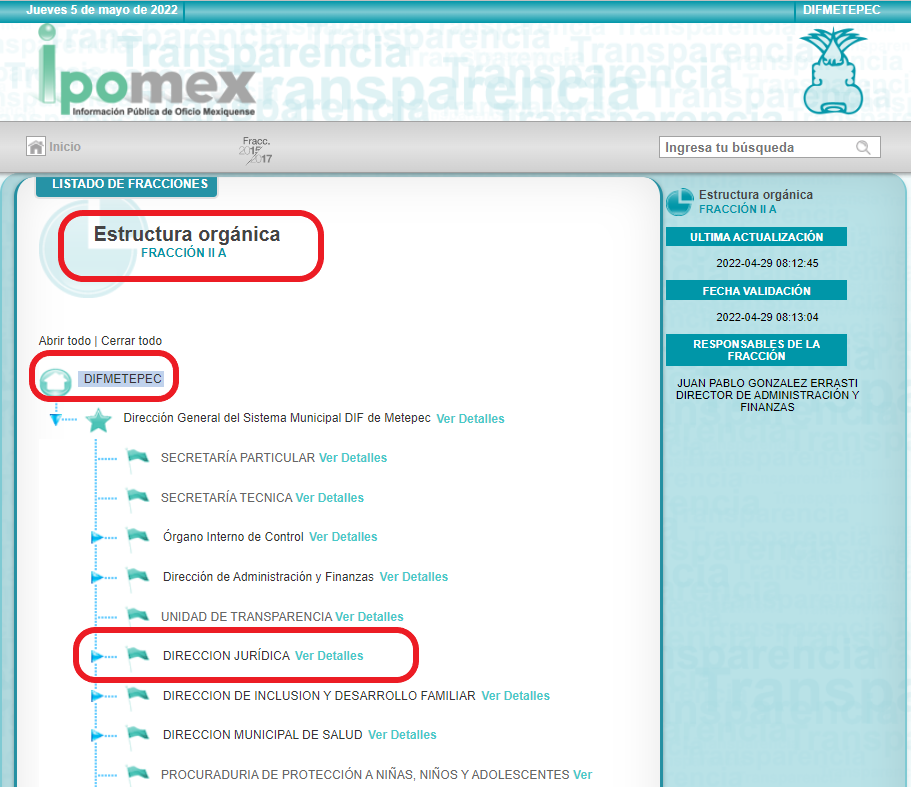 Jueves 5 de mayo de 2022
DIFMETEPEC
ipomex
Información Pública de Oficio Mexiquense
Transparencia
Inicio
Fracc.
2017
Ingresa tu búsqueda
LISTADO DE FRACCIONES
Estructura orgánica
FRACCIÓN II A
Abrir todo | Cerrar todo
DIFMETEPEC
Dirección General del Sistema Municipal DIF de Metepec Ver Detalles
SECRETARÍA PARTICULAR Ver Detalles
SECRETARÍA TECNICA Ver Detalles
Órgano Interno de Control Ver Detalles
Dirección de Administración y Finanzas Ver Detalles
UNIDAD DE TRANSPARENCIA Ver Detalles
DIRECCION JURÍDICA Ver Detalles
DIRECCION DE INCLUSION Y DESARROLLO FAMILIAR Ver Detalles
DIRECCION MUNICIPAL DE SALUD Ver Detalles
PROCURADURIA DE PROTECCIÓN A NIÑAS, NIÑOS Y ADOLESCENTES Ver
Estructura orgánica
FRACCIÓN II A
ULTIMA ACTUALIZACIÓN
2022-04-29 08:12:45
FECHA VALIDACIÓN
2022-04-29 08:13:04
RESPONSABLES DE LA
FRACCIÓN
JUAN PABLO GONZALEZ ERRASTI
DIRECTOR DE ADMINISTRACIÓN Y
FINANZAS